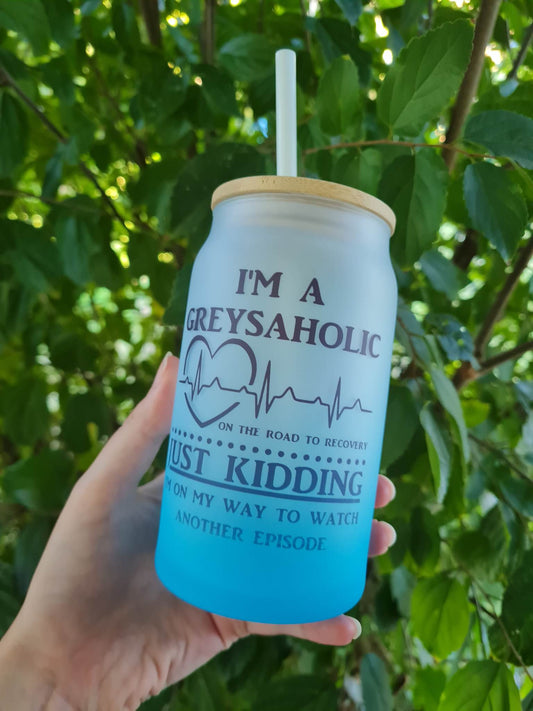 I'M A
GREYSAHOLIC
ON THE ROAD TO RECOVERY
JUST KIDDING
I'M ON MY WAY TO WATCH
ANOTHER EPISODE